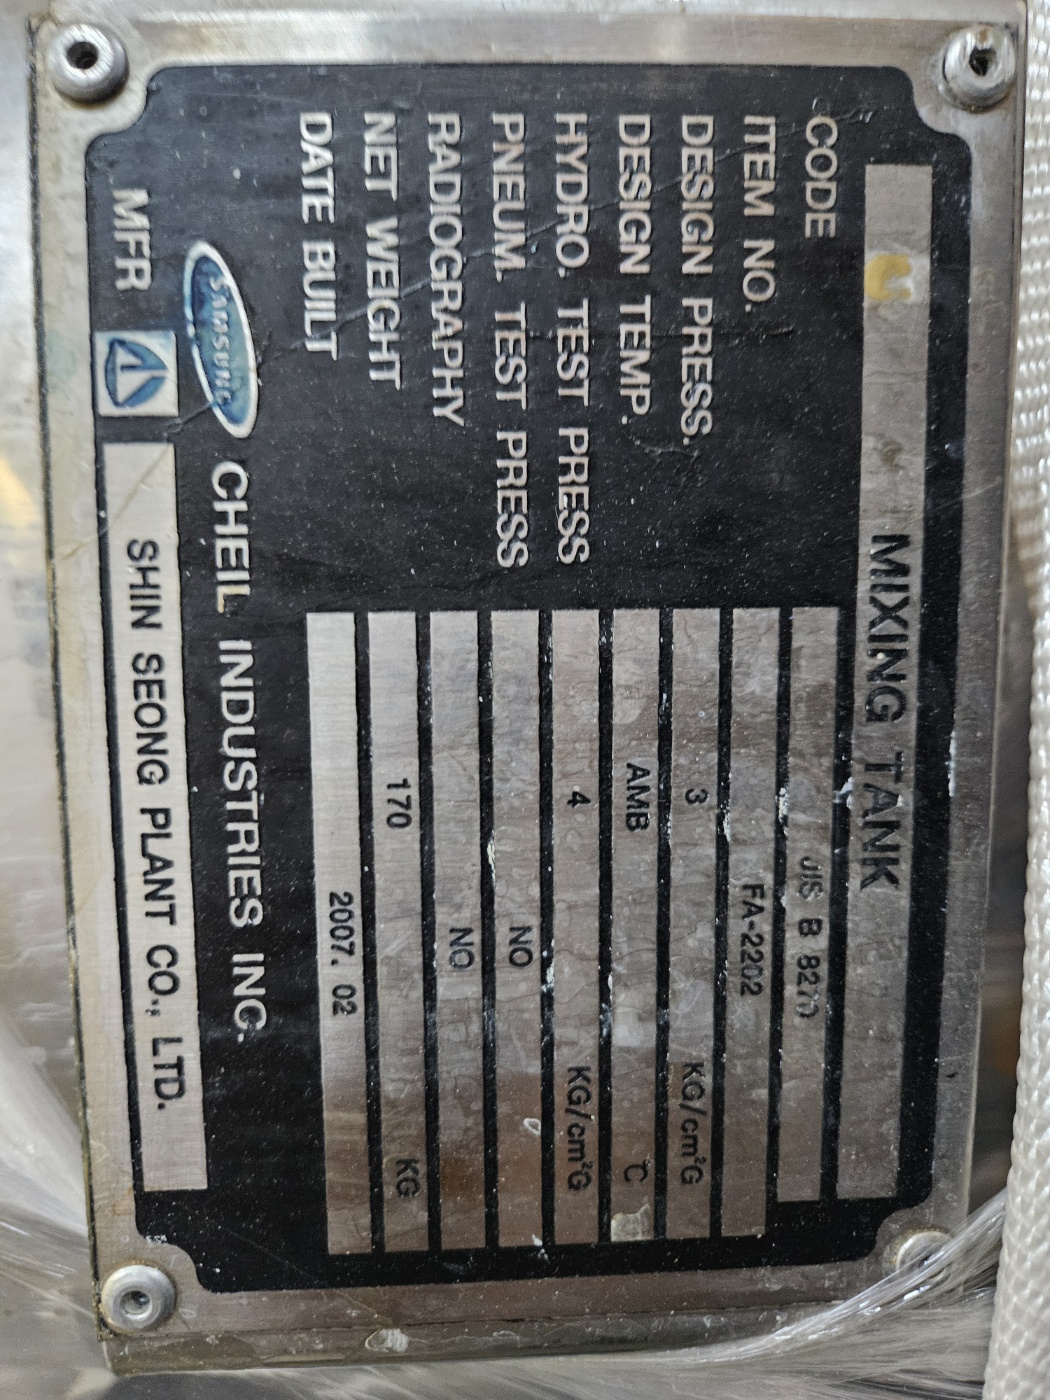 MIXING TANK
CODE JIS B 8270
ITEM NO. FA-2202
DESIGN PRESS. 3 KG/cm²G
DESIGN TEMP. AMB ℃
HYDRO. TEST PRESS 4 KG/cm²G
PNEUM. TEST PRESS NO
RADIOGRAPHY NO
NET WEIGHT 170 KG
DATE BUILT 2007. 02
SAMSUNG CHEIL INDUSTRIES INC.
MFR SHIN SEONG PLANT CO., LTD.